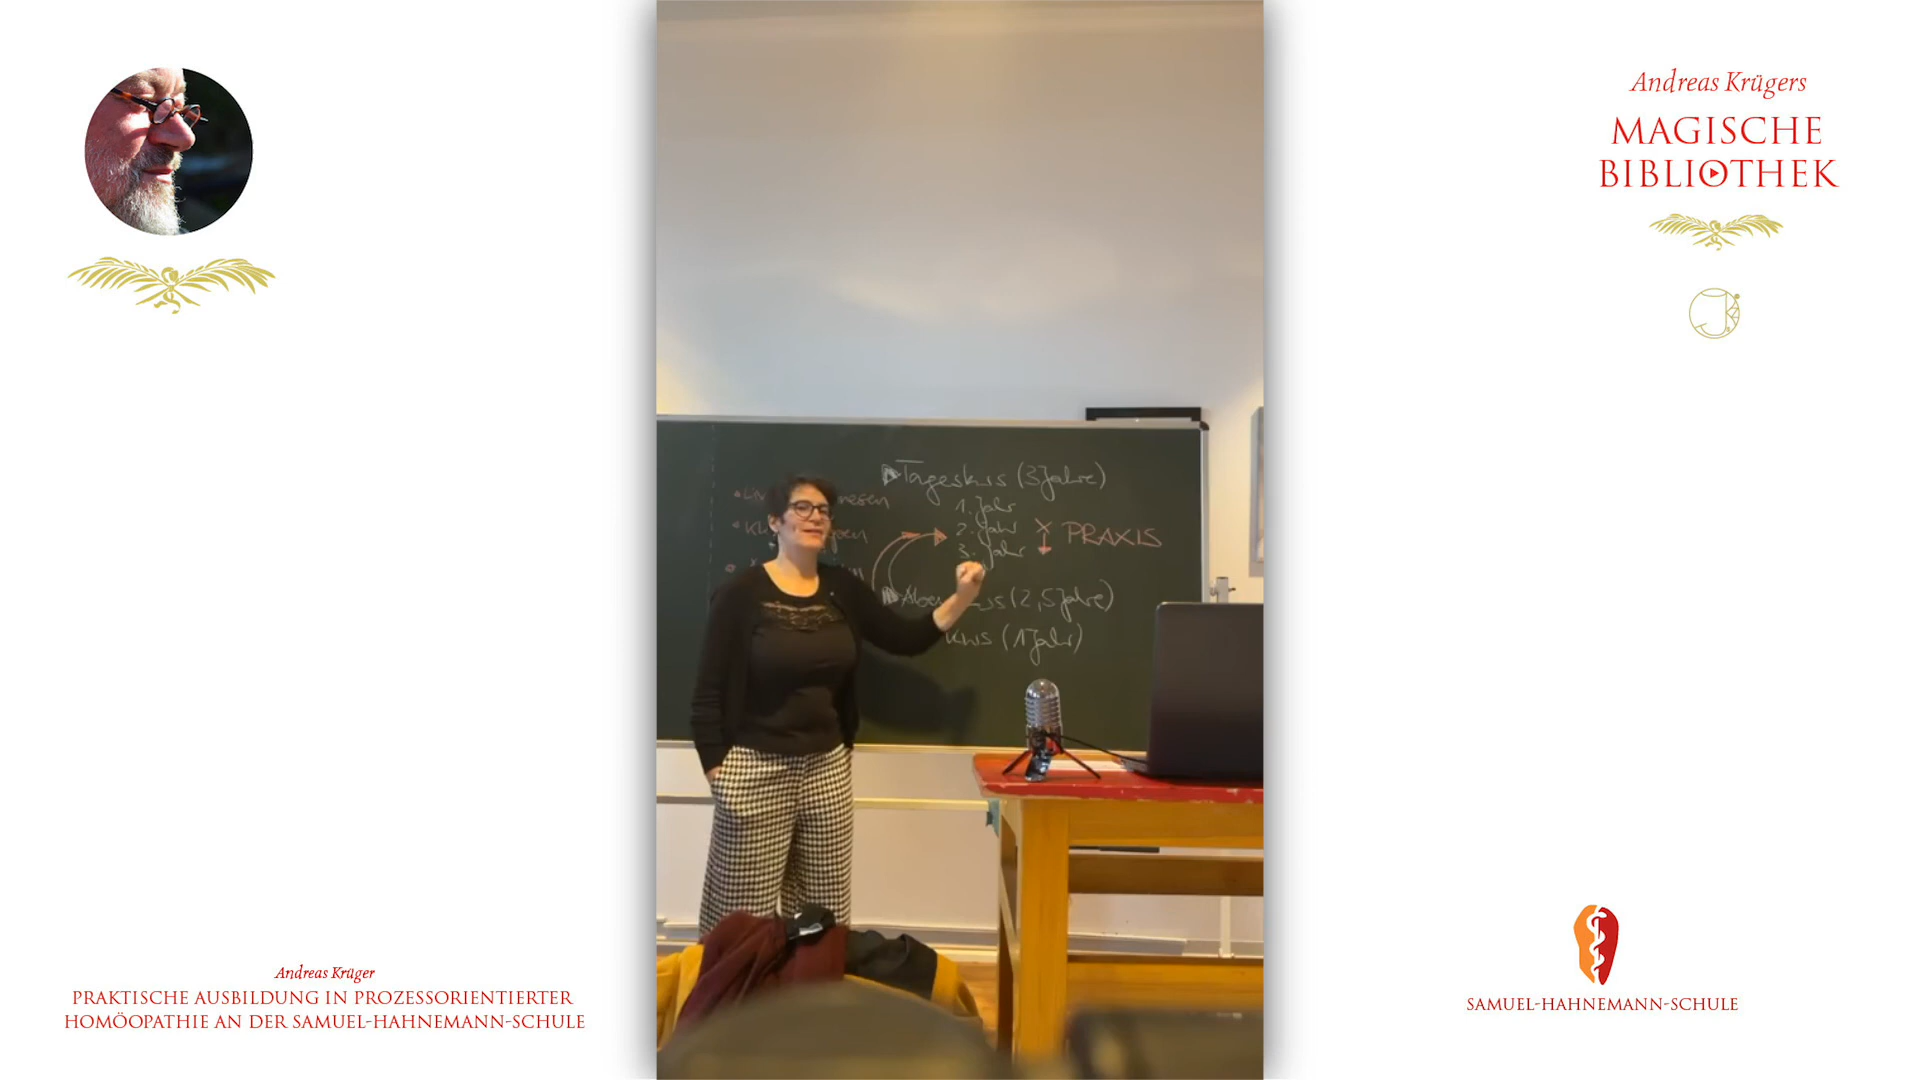 Andreas Krügers
MAGISCHE
BIBLIOTHEK
Tageskurs (3 Jahre)
1. Jahr
2. Jahr X PRAXIS
3. Jahr
(2,5 Jahre)
Kurs (1 Jahr)
Andreas Krüger
PRAKTISCHE AUSBILDUNG IN PROZESSORIENTIERTER
HOMÖOPATHIE AN DER SAMUEL-HAHNEMANN-SCHULE
SAMUEL-HAHNEMANN-SCHULE